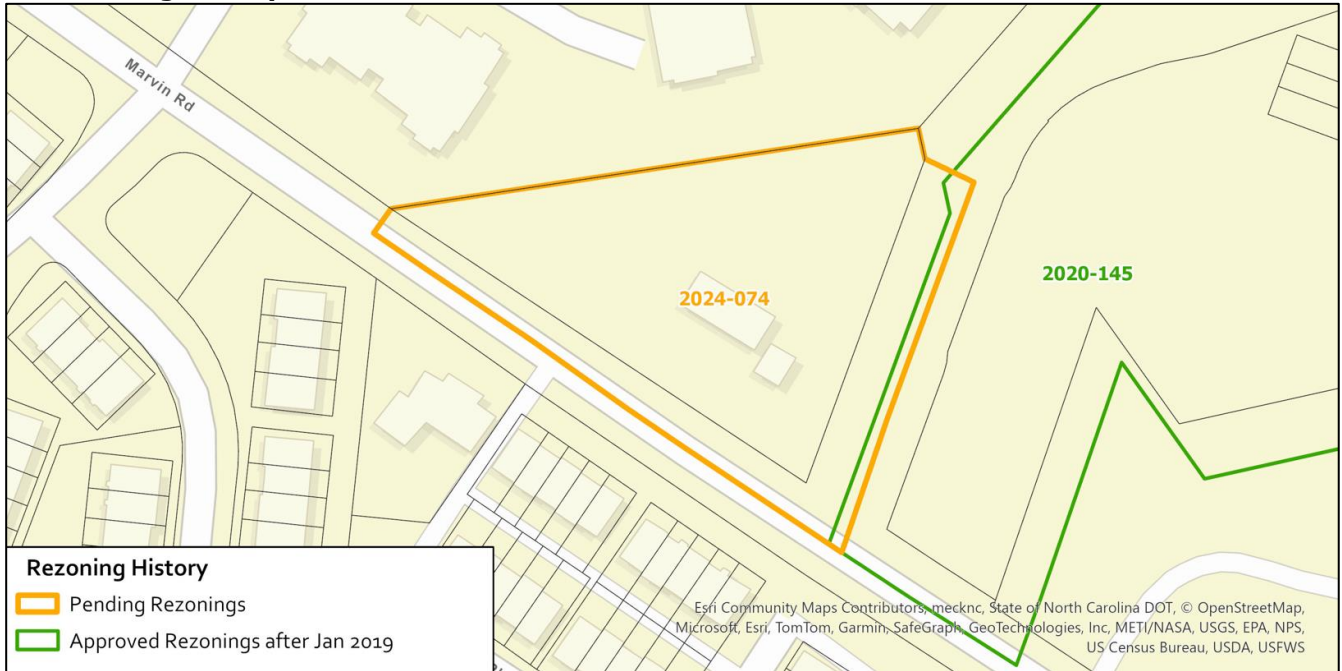 Marvin Rd
2024-074
2020-145
Rezoning History
Pending Rezonings
Approved Rezonings after Jan 2019
Esri Community Maps Contributors, mecknc, State of North Carolina DOT, © OpenStreetMap,
Microsoft, Esri, TomTom, Garmin, SafeGraph, GeoTechnologies, Inc, METI/NASA, USGS, EPA, NPS,
US Census Bureau, USDA, USFWS